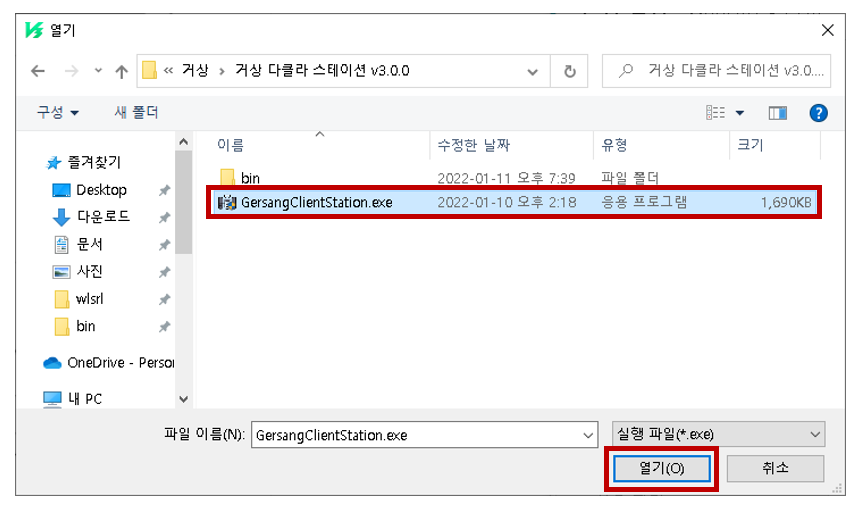 열기
« 거상 › 거상 다클라 스테이션 v3.0.0
거상 다클라 스테이션 v3.0....
구성 새 폴더
이름 수정한 날짜 유형 크기
즐겨찾기
Desktop
다운로드
문서
사진
wlsrl
bin
OneDrive - Person
내 PC
bin 2022-01-11 오후 7:39 파일 폴더
GersangClientStation.exe 2022-01-10 오후 2:18 응용 프로그램 1,690KB
파일 이름(N): GersangClientStation.exe 실행 파일(*.exe)
열기(O) 취소